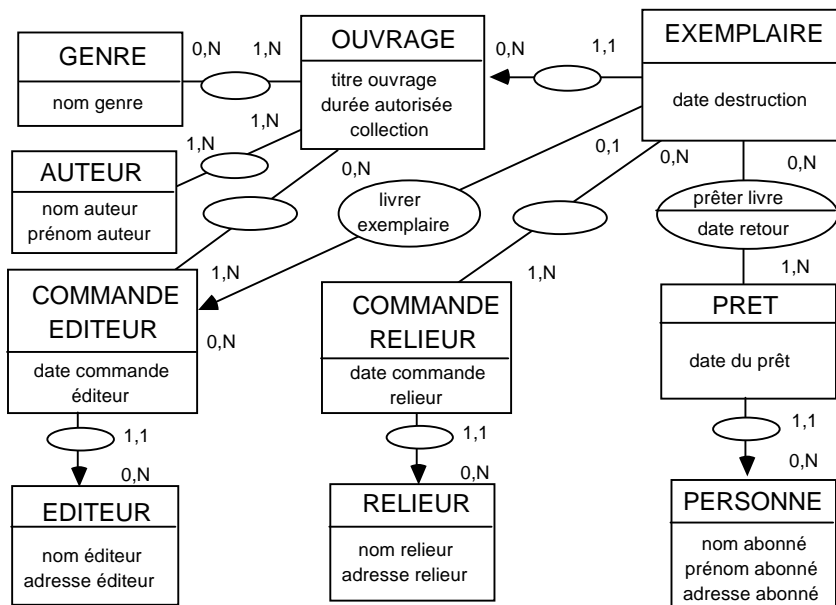 0,N
1,N
OUVRAGE
0,N
1,1
EXEMPLAIRE
GENRE
nom genre
titre ouvrage
durée autorisée
collection
date destruction
1,N
1,N
AUTEUR
nom auteur
prénom auteur
0,N
0,1
0,N
0,N
livrer
exemplaire
prêter livre
date retour
1,N
1,N
1,N
COMMANDE
EDITEUR
date commande
éditeur
0,N
COMMANDE
RELIEUR
date commande
relieur
PRET
date du prêt
1,1
0,N
1,1
0,N
1,1
0,N
EDITEUR
nom éditeur
adresse éditeur
RELIEUR
nom relieur
adresse relieur
PERSONNE
nom abonné
prénom abonné
adresse abonné